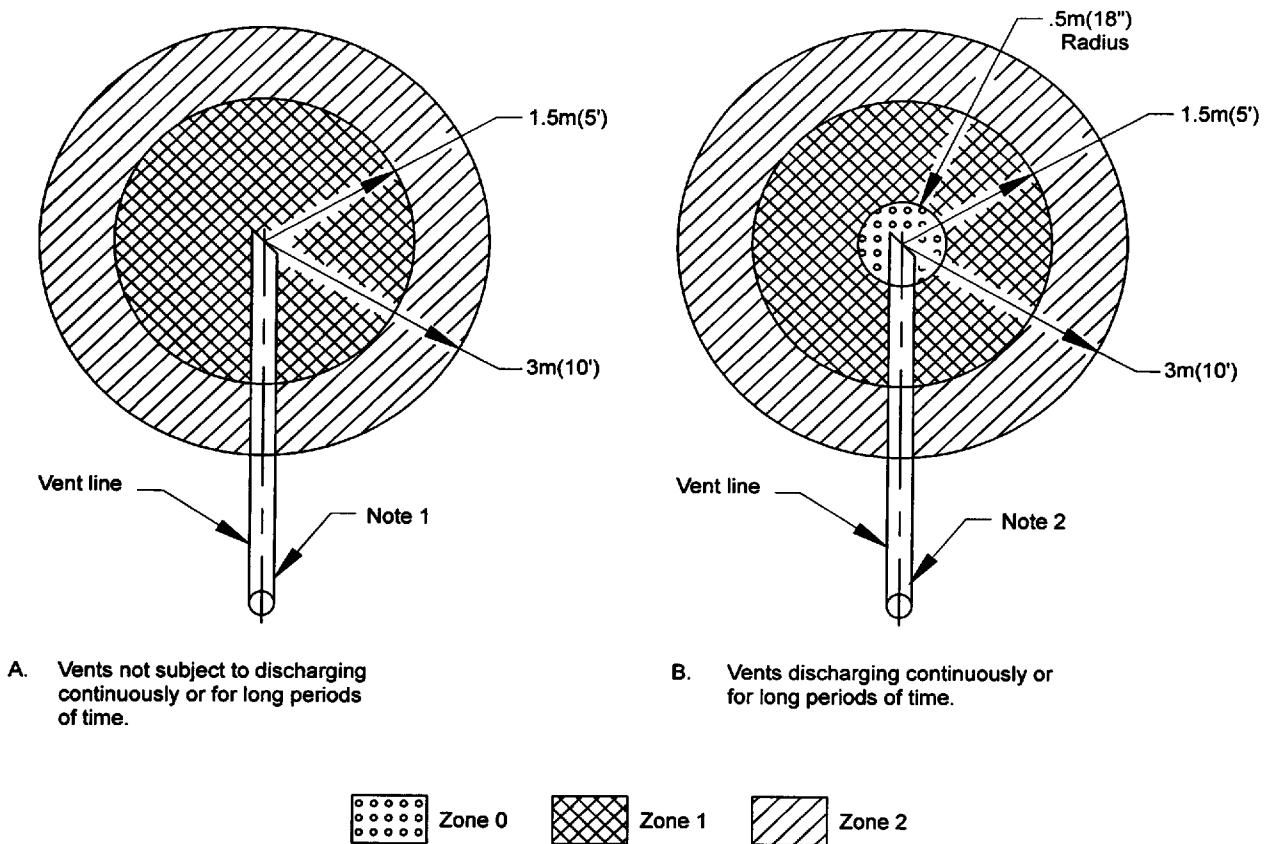 .5m(18")
Radius
1.5m(5')
1.5m(5')
3m(10')
3m(10')
Vent line
Note 1
Vent line
Note 2
A. Vents not subject to discharging
continuously or for long periods
of time.
B. Vents discharging continuously or
for long periods of time.
Zone 0
Zone 1
Zone 2